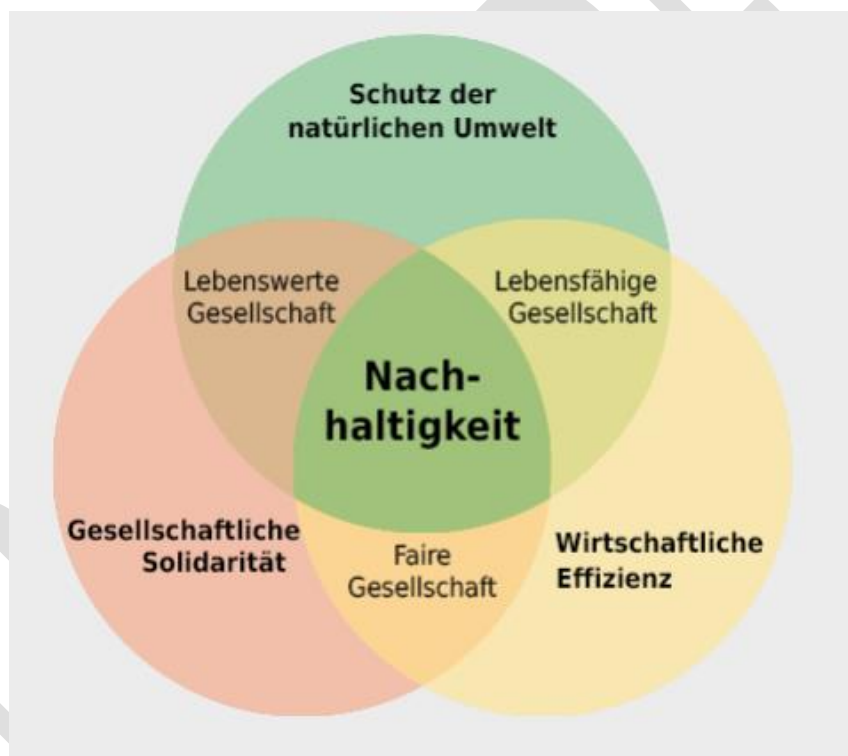 Schutz der
natürlichen Umwelt
Lebenswerte
Gesellschaft
Lebensfähige
Gesellschaft
Nach-
haltigkeit
Gesellschaftliche
Solidarität
Faire
Gesellschaft
Wirtschaftliche
Effizienz